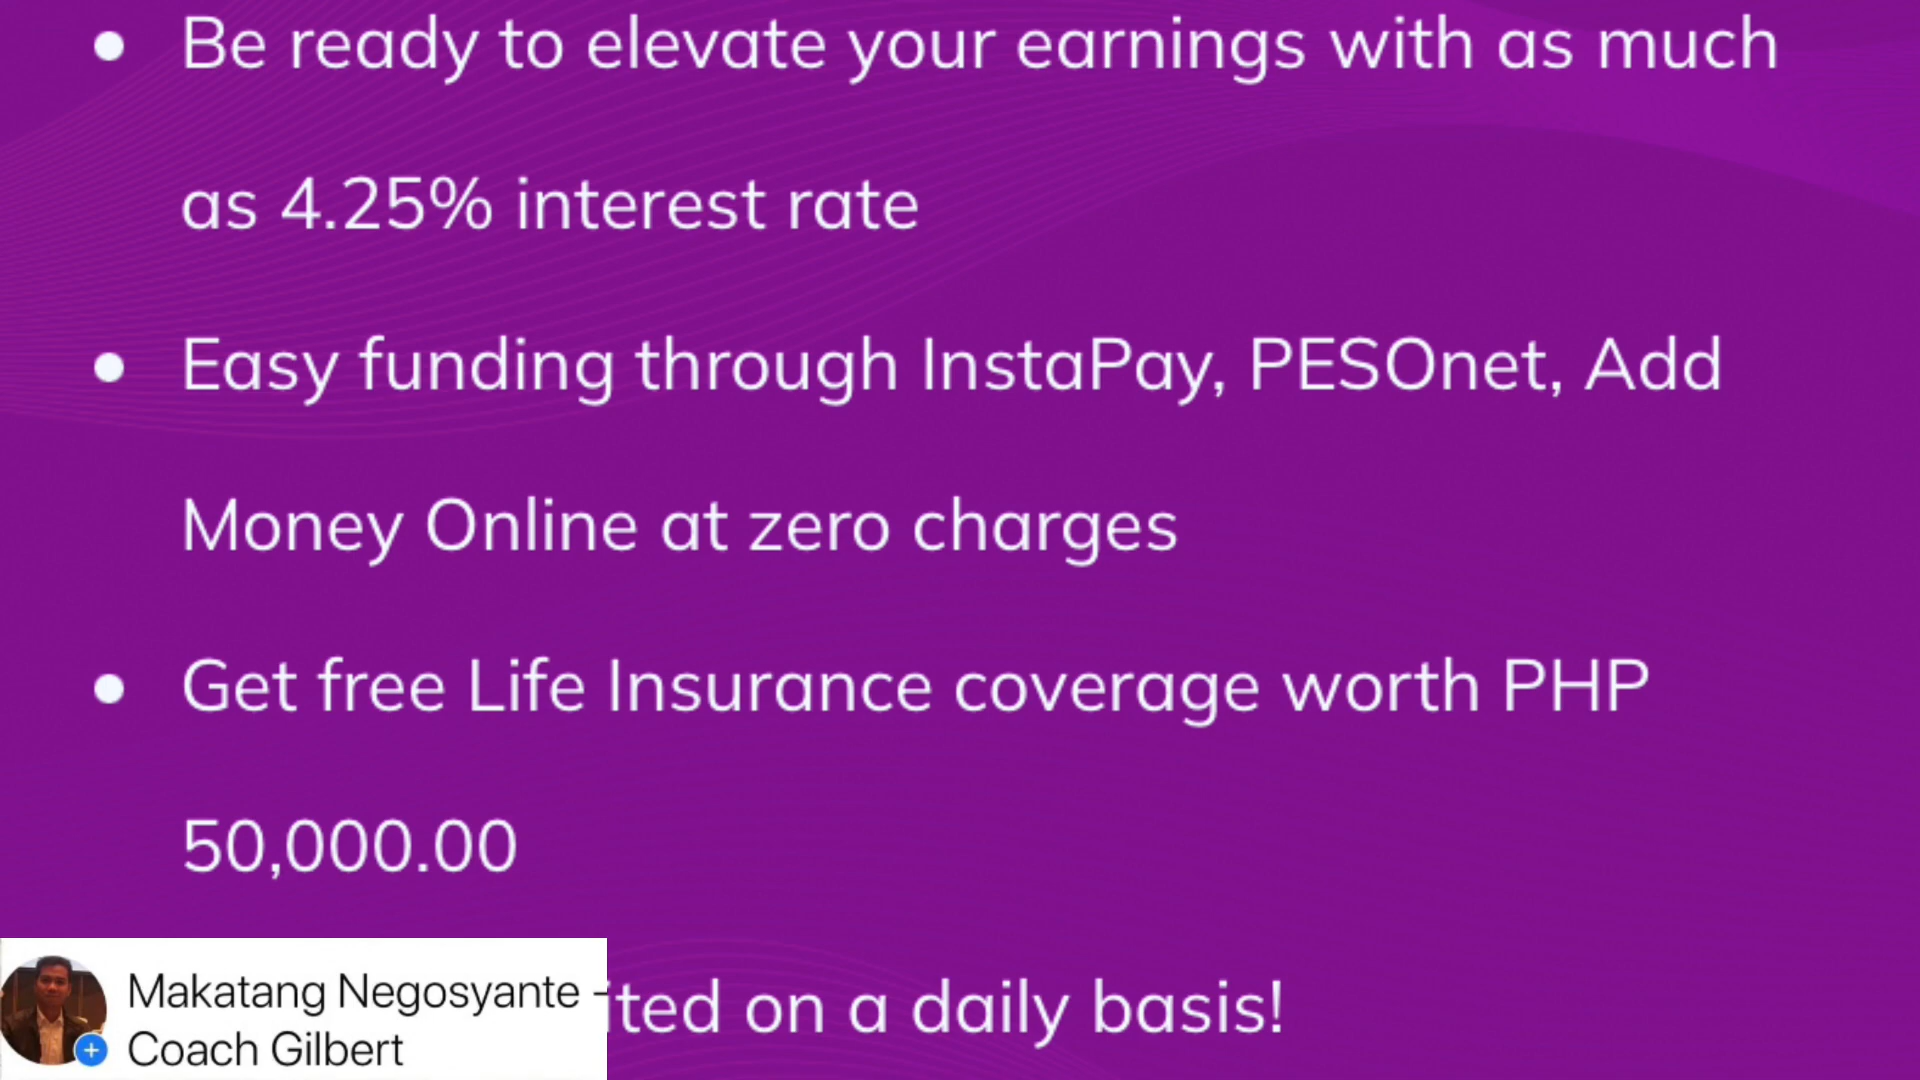 Be ready to elevate your earnings with as much
as 4.25% interest rate
Easy funding through InstaPay, PESOnet, Add
Money Online at zero charges
Get free Life Insurance coverage worth PHP
50,000.00
ited on a daily basis!
Makatang Negosyante -
Coach Gilbert